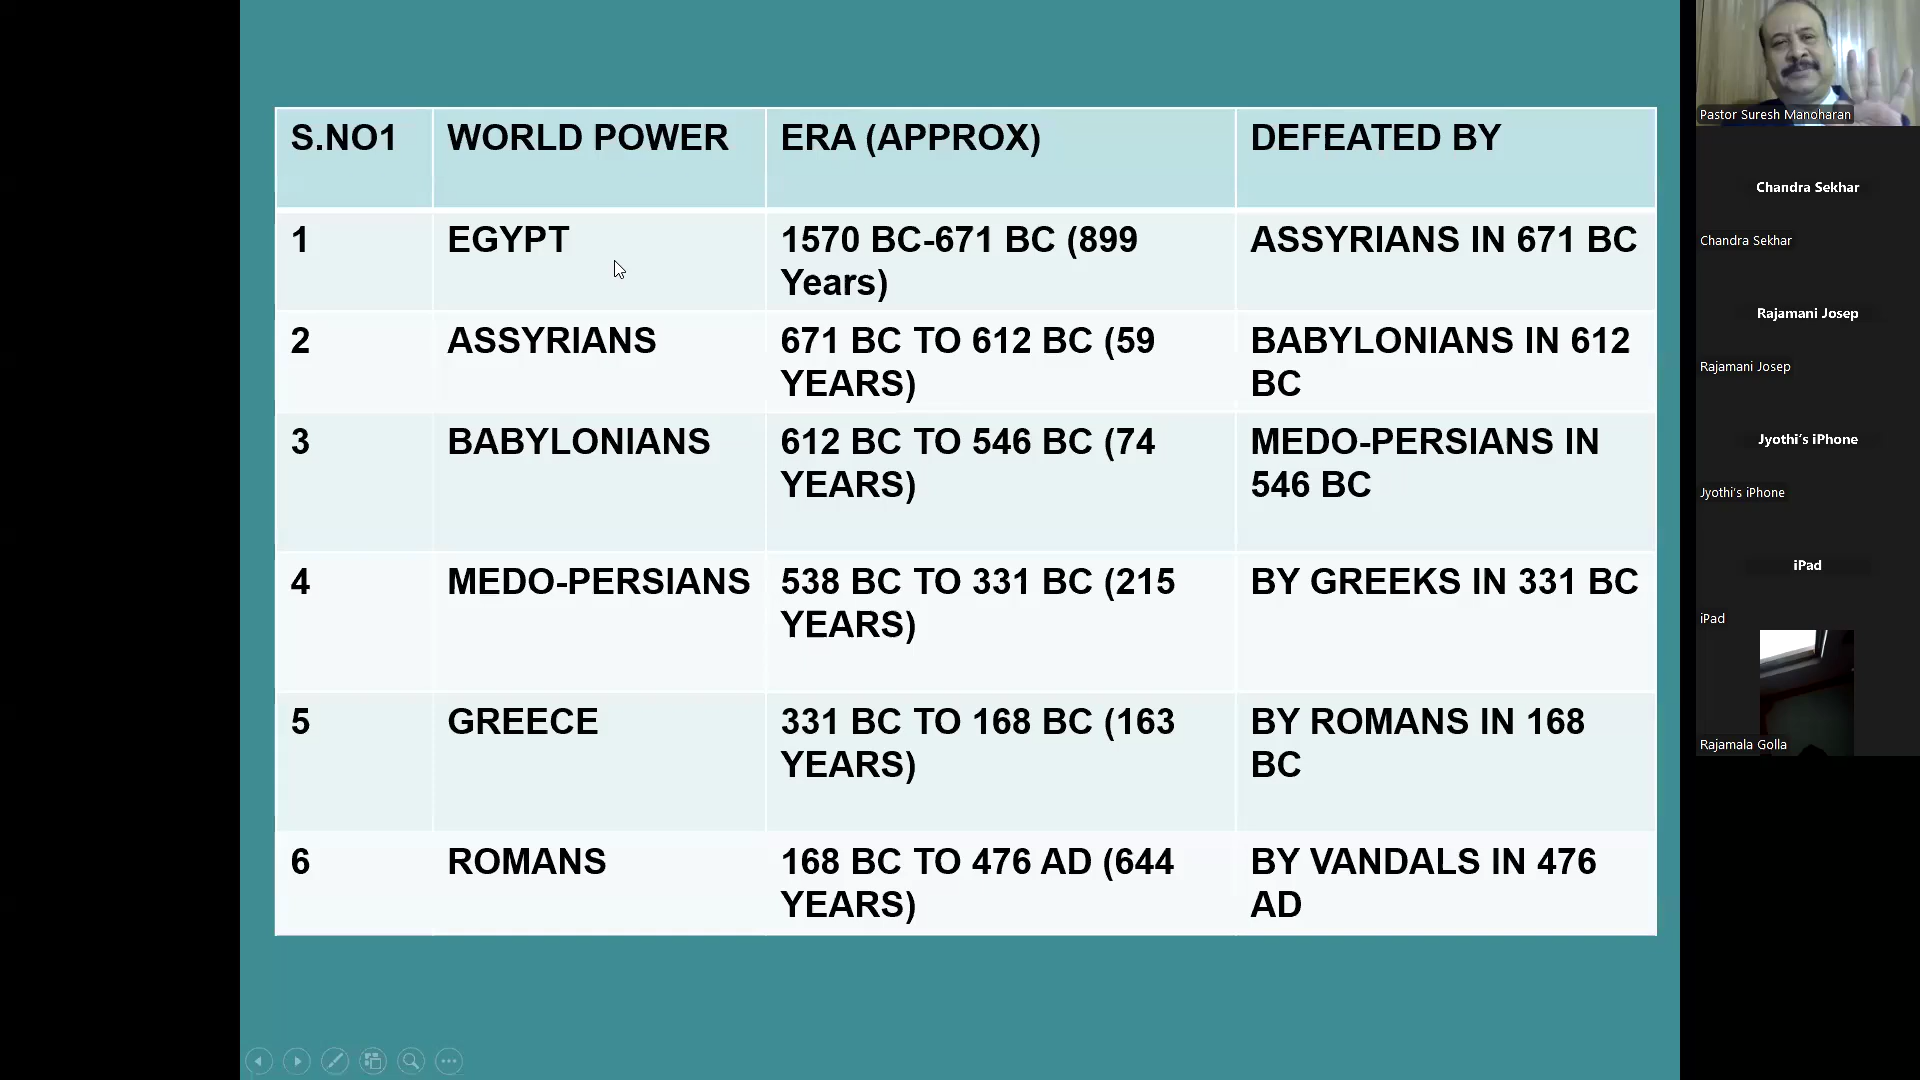 S.NO1 WORLD POWER ERA (APPROX) DEFEATED BY
1 EGYPT 1570 BC-671 BC (899 Years) ASSYRIANS IN 671 BC
2 ASSYRIANS 671 BC TO 612 BC (59 YEARS) BABYLONIANS IN 612 BC
3 BABYLONIANS 612 BC TO 546 BC (74 YEARS) MEDO-PERSIANS IN 546 BC
4 MEDO-PERSIANS 538 BC TO 331 BC (215 YEARS) BY GREEKS IN 331 BC
5 GREECE 331 BC TO 168 BC (163 YEARS) BY ROMANS IN 168 BC
6 ROMANS 168 BC TO 476 AD (644 YEARS) BY VANDALS IN 476 AD
Pastor Suresh Manoharan
Chandra Sekhar
Chandra Sekhar
Rajamani Josep
Rajamani Josep
Jyothi's iPhone
Jyothi's iPhone
iPad
iPad
Rajamala Golla